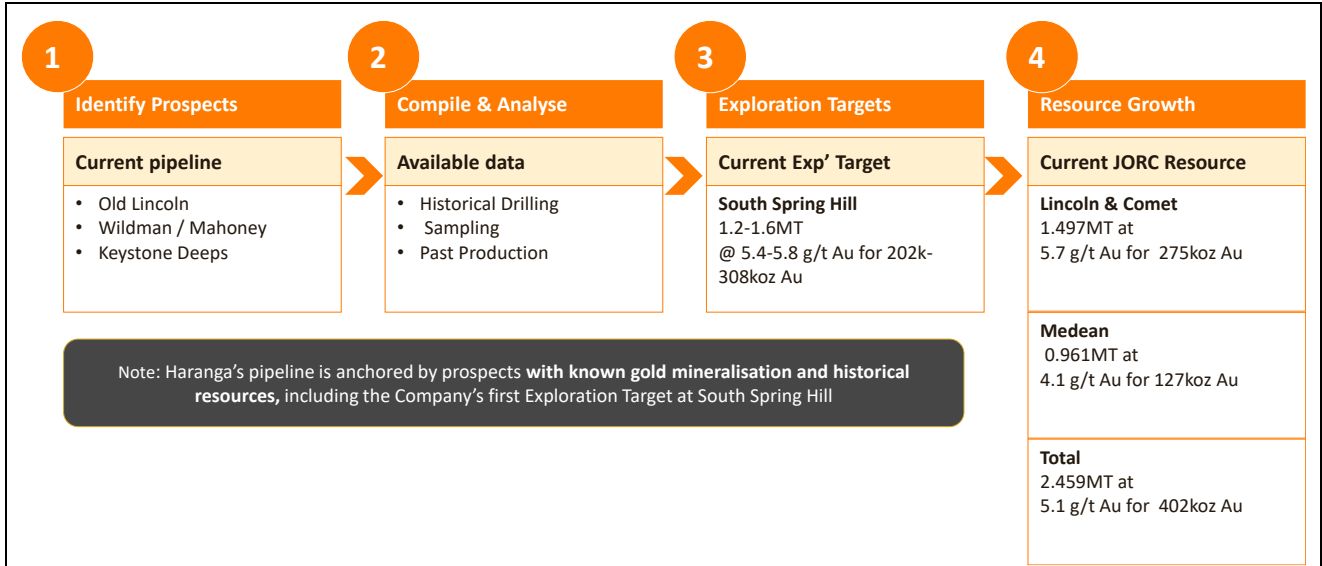 1
Identify Prospects
Current pipeline
• Old Lincoln
• Wildman / Mahoney
• Keystone Deeps
2
Compile & Analyse
Available data
• Historical Drilling
• Sampling
• Past Production
3
Exploration Targets
Current Exp’ Target
South Spring Hill
1.2-1.6MT
@ 5.4-5.8 g/t Au for 202k-
308koz Au
4
Resource Growth
Current JORC Resource
Lincoln & Comet
1.497MT at
5.7 g/t Au for 275koz Au
Medean
0.961MT at
4.1 g/t Au for 127koz Au
Total
2.459MT at
5.1 g/t Au for 402koz Au
Note: Haranga’s pipeline is anchored by prospects with known gold mineralisation and historical
resources, including the Company’s first Exploration Target at South Spring Hill